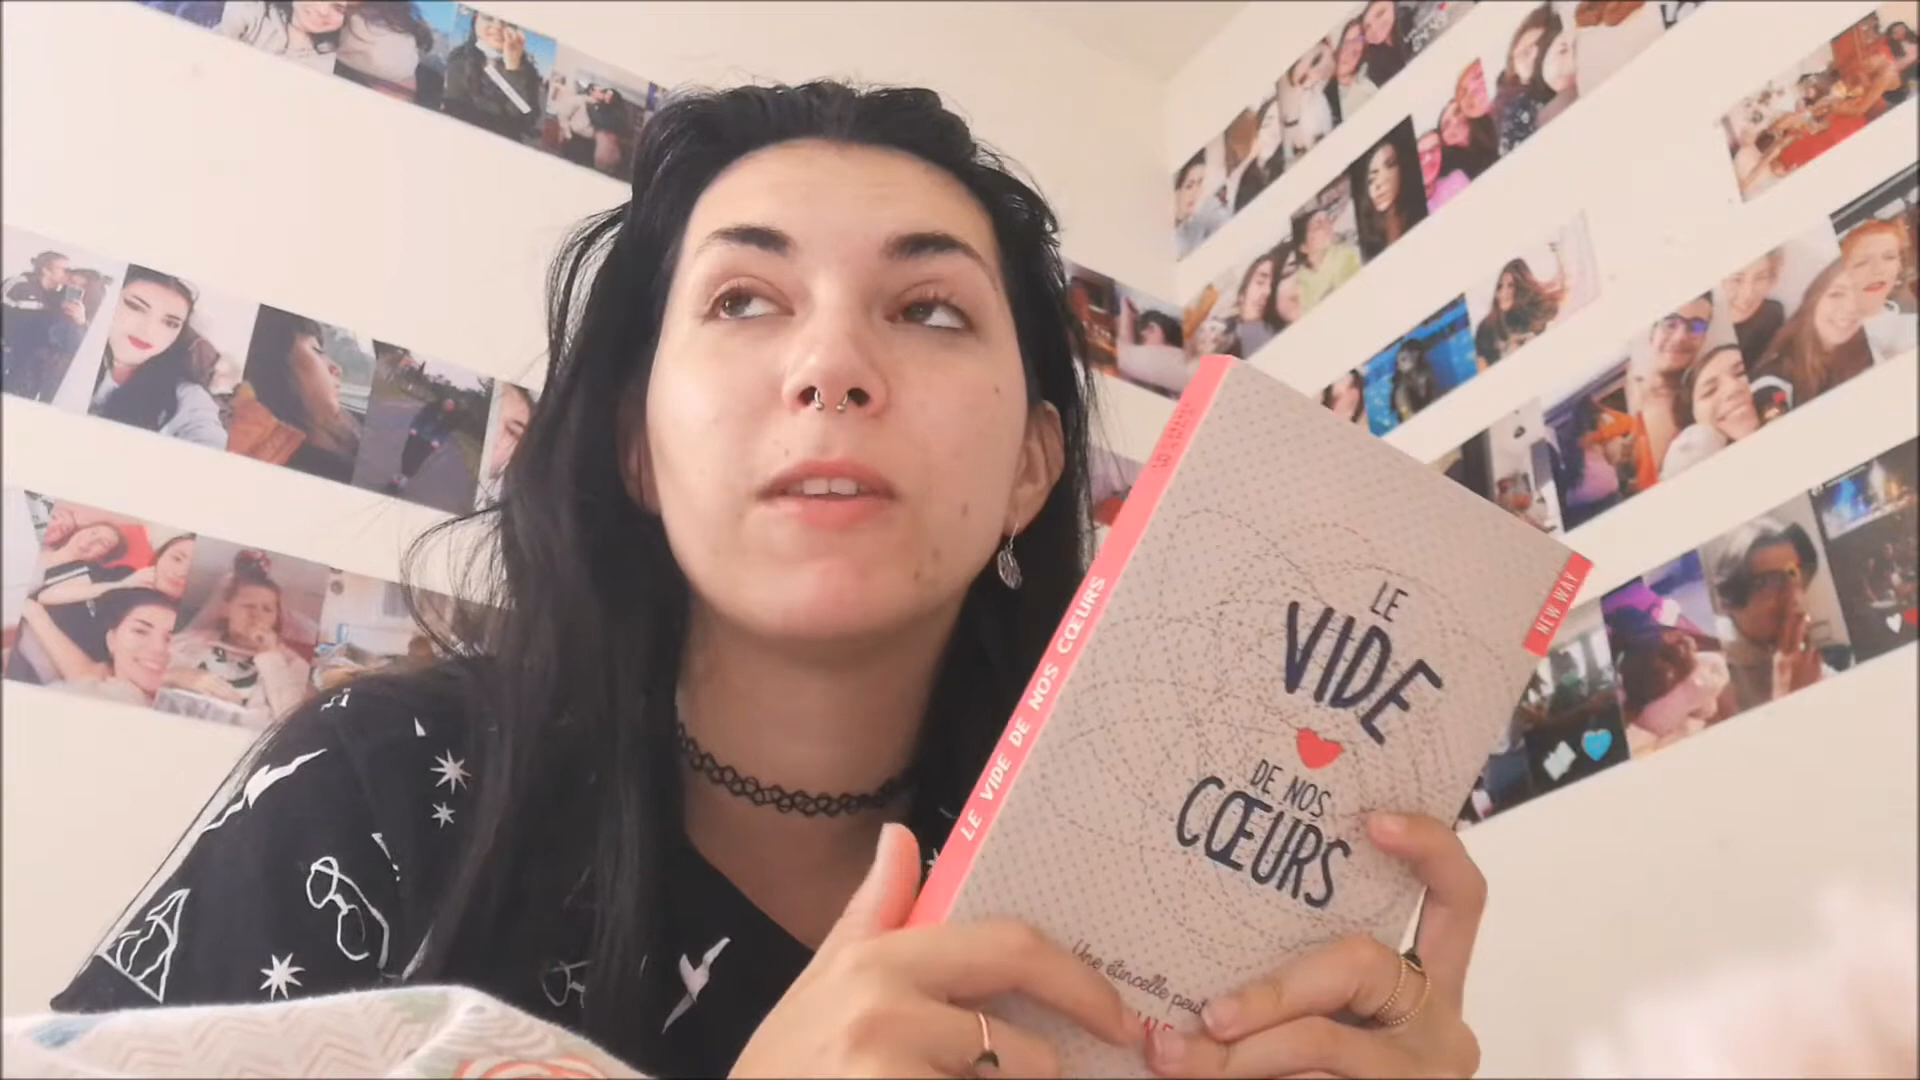 LE VIDE DE NOS CŒURS
LE
VIDE
DE NOS
CŒURS
NEW WAY
Une étincelle peut